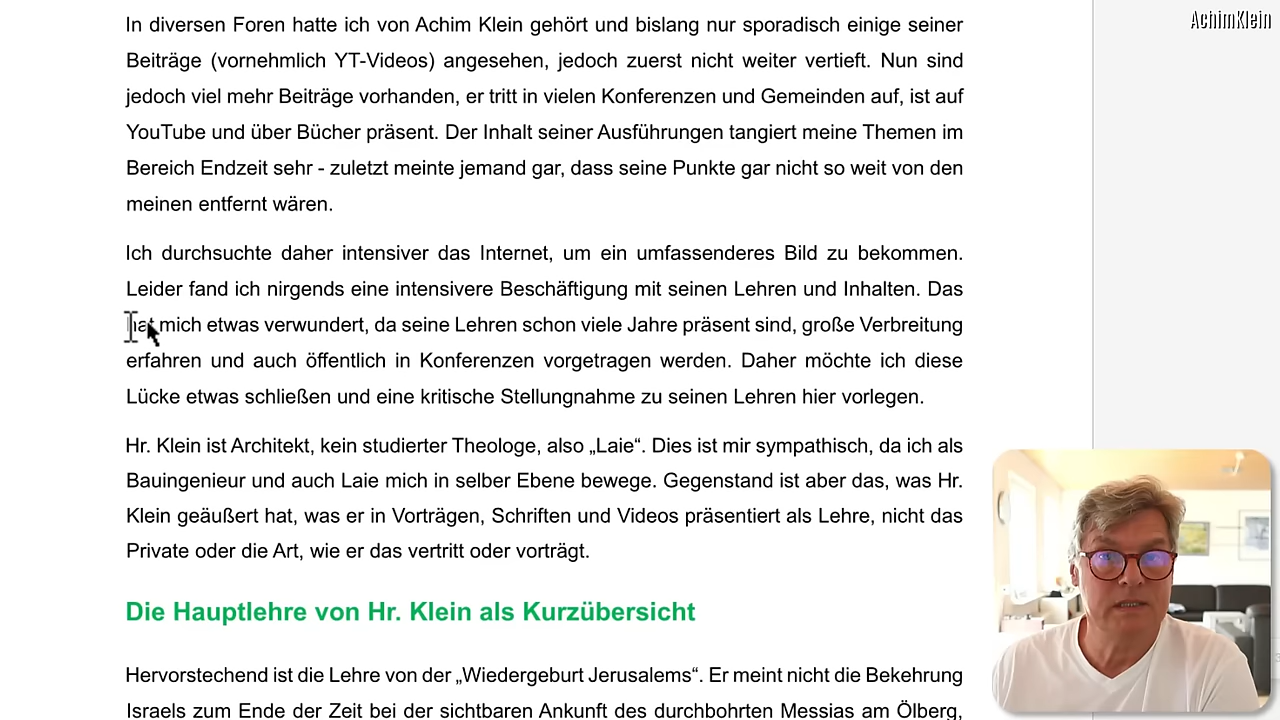 AchimKlein
In diversen Foren hatte ich von Achim Klein gehört und bislang nur sporadisch einige seiner
Beiträge (vornehmlich YT-Videos) angesehen, jedoch zuerst nicht weiter vertieft. Nun sind
jedoch viel mehr Beiträge vorhanden, er tritt in vielen Konferenzen und Gemeinden auf, ist auf
YouTube und über Bücher präsent. Der Inhalt seiner Ausführungen tangiert meine Themen im
Bereich Endzeit sehr - zuletzt meinte jemand gar, dass seine Punkte gar nicht so weit von den
meinen entfernt wären.
Ich durchsuchte daher intensiver das Internet, um ein umfassenderes Bild zu bekommen.
Leider fand ich nirgends eine intensivere Beschäftigung mit seinen Lehren und Inhalten. Das
hat mich etwas verwundert, da seine Lehren schon viele Jahre präsent sind, große Verbreitung
erfahren und auch öffentlich in Konferenzen vorgetragen werden. Daher möchte ich diese
Lücke etwas schließen und eine kritische Stellungnahme zu seinen Lehren hier vorlegen.
Hr. Klein ist Architekt, kein studierter Theologe, also „Laie“. Dies ist mir sympathisch, da ich als
Bauingenieur und auch Laie mich in selber Ebene bewege. Gegenstand ist aber das, was Hr.
Klein geäußert hat, was er in Vorträgen, Schriften und Videos präsentiert als Lehre, nicht das
Private oder die Art, wie er das vertritt oder vorträgt.
Die Hauptlehre von Hr. Klein als Kurzübersicht
Hervorstechend ist die Lehre von der „Wiedergeburt Jerusalems“. Er meint nicht die Bekehrung
Israels zum Ende der Zeit bei der sichtbaren Ankunft des durchbohrten Messias am Ölberg,